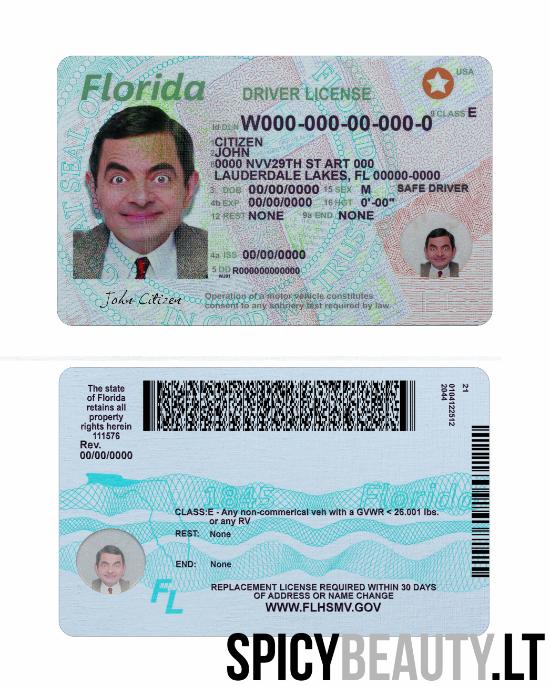 Florida
DRIVER LICENSE
USA
9 CLASS E
4d DLN W000-000-00-000-0
CITIZEN
JOHN
0000 NVV29TH ST ART 000
LAUDERDALE LAKES, FL 00000-0000
3. DOB 00/00/0000 15 SEX M SAFE DRIVER
4b EXP 00/00/0000 16 HGT 0'-00"
12 REST NONE 9a END NONE
4a ISS 00/00/0000
5 DD R000000000000
John Citizen
Operation of a motor vehicle constitutes
consent to any sobriety test required by law
The state
of Florida
retains all
property
rights herein
111576
Rev.
00/00/0000
21
0104122512
2044
1845 Florida
CLASS:E - Any non-commerical veh with a GVWR < 26.001 lbs.
or any RV
REST: None
END: None
FL
REPLACEMENT LICENSE REQUIRED WITHIN 30 DAYS
OF ADDRESS OR NAME CHANGE
WWW.FLHSMV.GOV
SPICYBEAUTY.LT